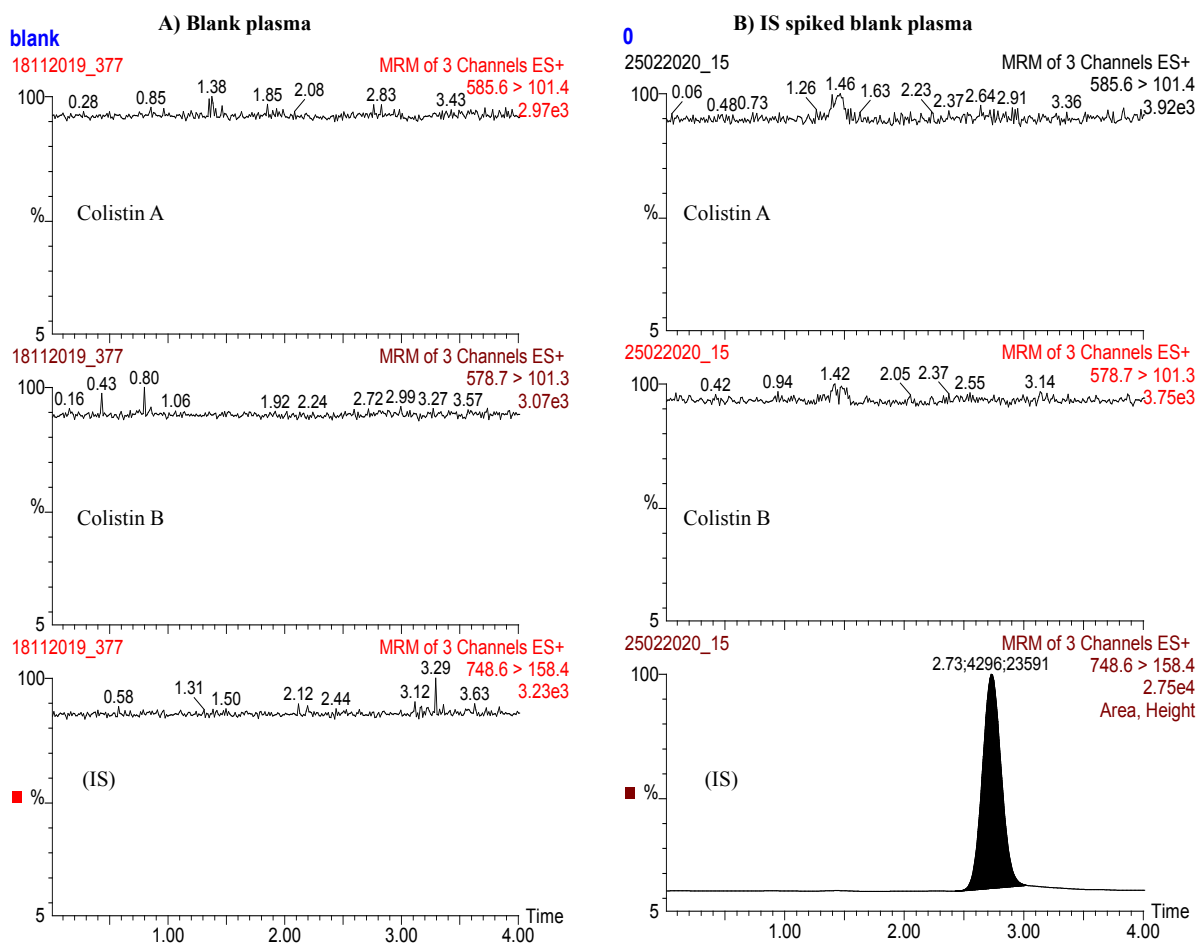 A) Blank plasma
blank
18112019_377
MRM of 3 Channels ES+
585.6 > 101.4
2.97e3
100
0.28 0.85 1.38 1.85 2.08 2.83 3.43
%
Colistin A
5
18112019_377
MRM of 3 Channels ES+
578.7 > 101.3
3.07e3
100
0.16 0.43 0.80 1.06 1.92 2.24 2.72 2.99 3.27 3.57
%
Colistin B
5
18112019_377
MRM of 3 Channels ES+
748.6 > 158.4
3.23e3
100
0.58 1.31 1.50 2.12 2.44 3.12 3.29 3.63
%
(IS)
5
Time
1.00 2.00 3.00 4.00
B) IS spiked blank plasma
0
25022020_15
MRM of 3 Channels ES+
585.6 > 101.4
3.92e3
100
0.06 0.48 0.73 1.26 1.46 1.63 2.23 2.37 2.64 2.91 3.36
%
Colistin A
5
25022020_15
MRM of 3 Channels ES+
578.7 > 101.3
3.75e3
100
0.42 0.94 1.42 2.05 2.37 2.55 3.14
%
Colistin B
5
25022020_15
MRM of 3 Channels ES+
748.6 > 158.4
2.75e4
Area, Height
100
2.73;4296;23591
%
(IS)
5
Time
1.00 2.00 3.00 4.00